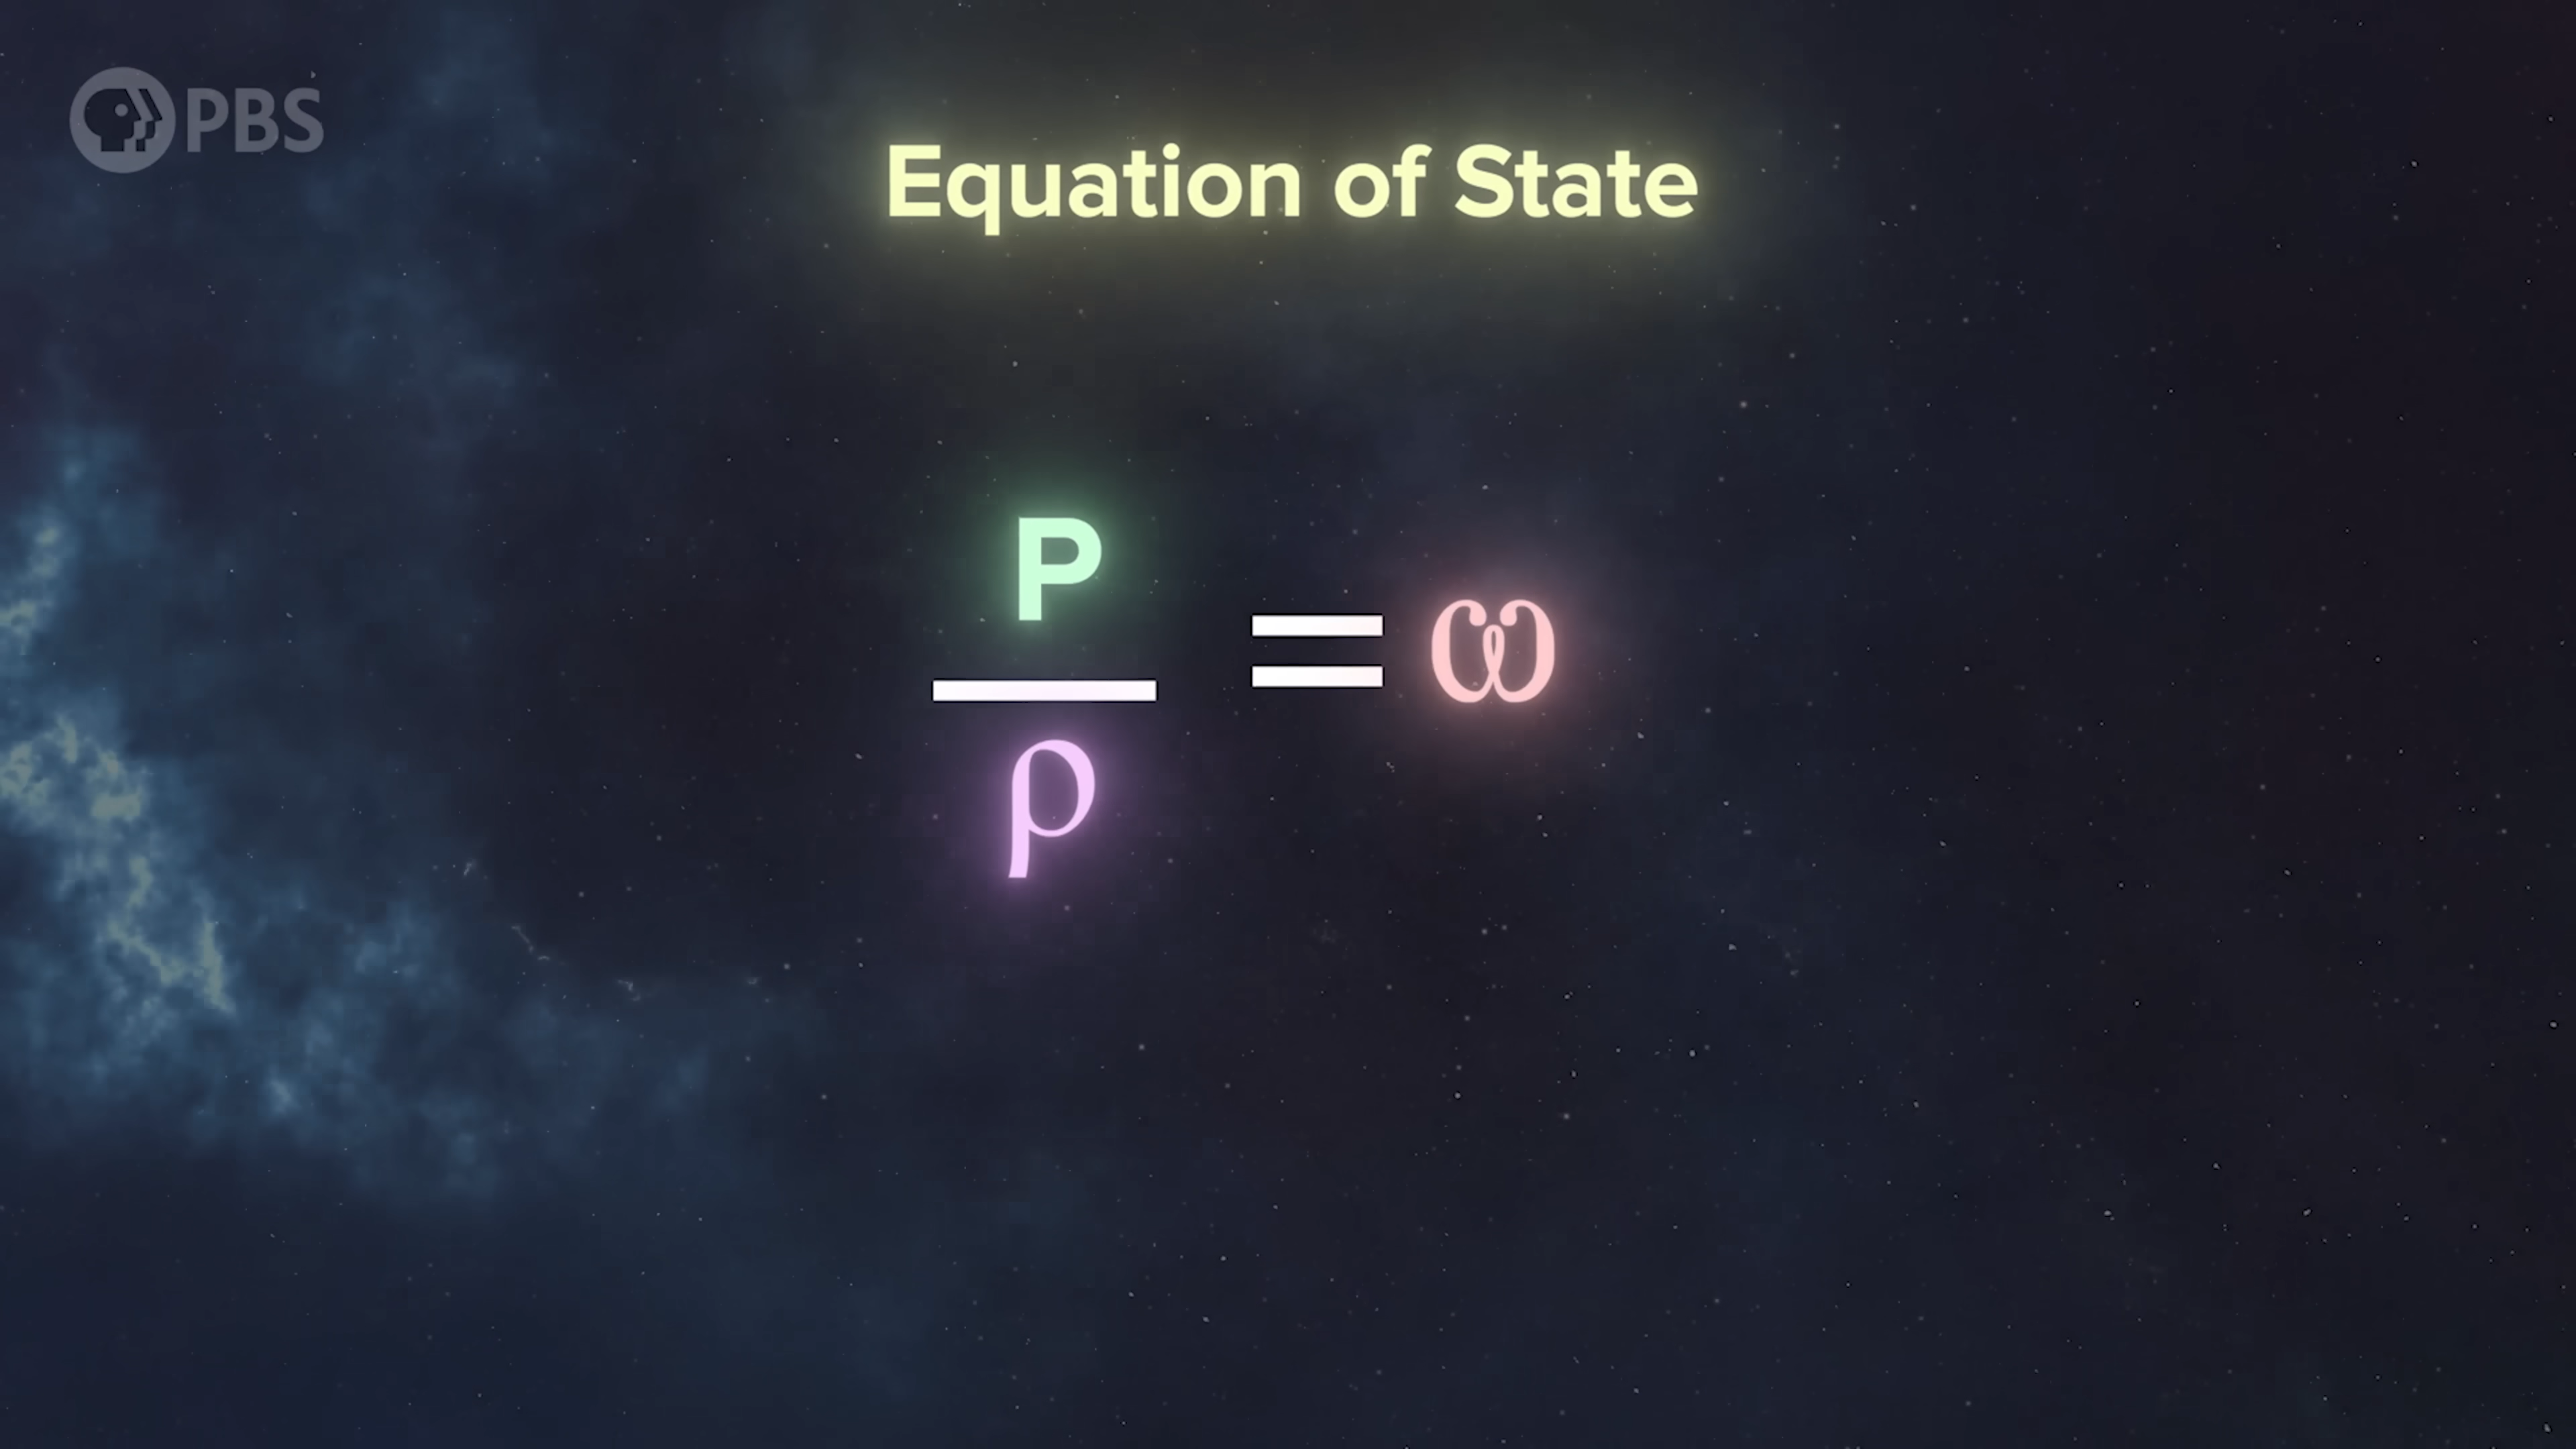 PBS
Equation of State
P
ρ
= ω